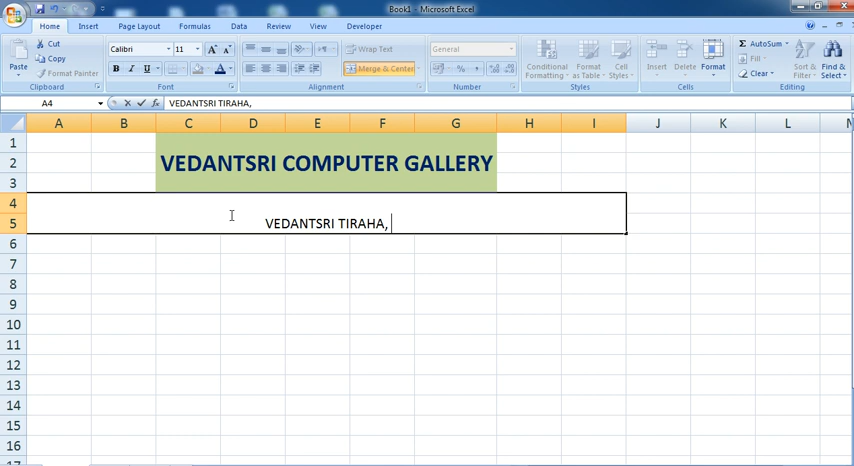 Book1 - Microsoft Excel
Home Insert Page Layout Formulas Data Review View Developer
Paste Cut Copy Format Painter Clipboard
Calibri 11 B I U Font
Wrap Text Merge & Center Alignment
General % , Number
Conditional Formatting Format as Table Cell Styles Styles
Insert Delete Format Cells
Σ AutoSum Fill Clear Sort & Filter Find & Select Editing
A4 fx VEDANTSRI TIRAHA,
A B C D E F G H I J K L
1
2 VEDANTSRI COMPUTER GALLERY
3
4
5 VEDANTSRI TIRAHA,
6
7
8
9
10
11
12
13
14
15
16
17